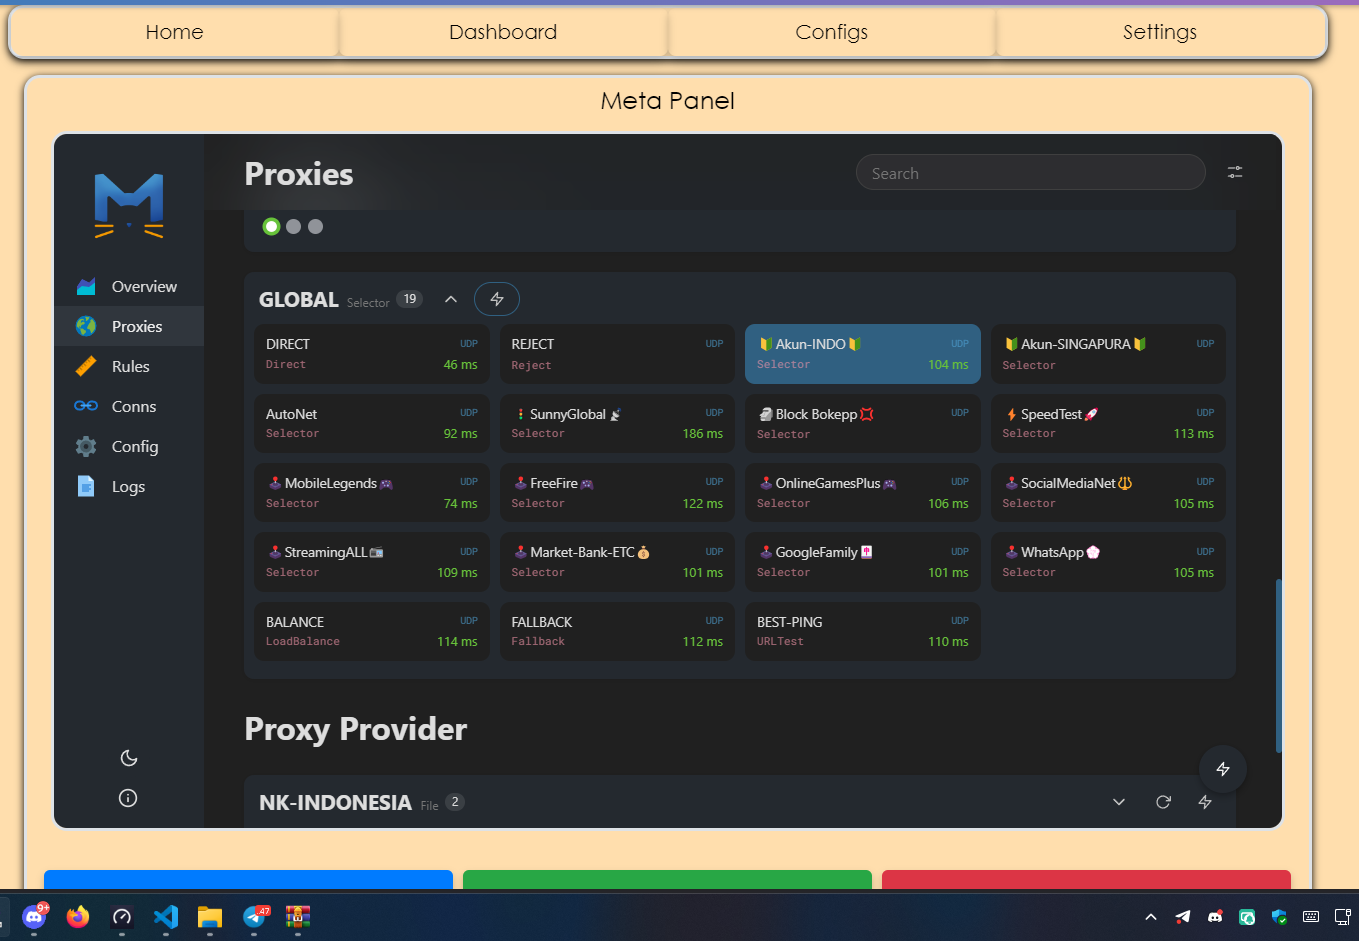 Home Dashboard Configs Settings
Meta Panel
Proxies
Search
Overview
Proxies
Rules
Conns
Config
Logs
GLOBAL Selector 19
DIRECT UDP
Direct 46 ms
REJECT UDP
Reject
🔰Akun-INDO🔰 UDP
Selector 104 ms
🔰Akun-SINGAPURA🔰 UDP
Selector
AutoNet UDP
Selector 92 ms
🚦SunnyGlobal📡 UDP
Selector 186 ms
🗿Block Bokepp💢 UDP
Selector
⚡SpeedTest🚀 UDP
Selector 113 ms
🕹️MobileLegends🎮 UDP
Selector 74 ms
🕹️FreeFire🎮 UDP
Selector 122 ms
🕹️OnlineGamesPlus🎮 UDP
Selector 106 ms
🕹️SocialMediaNet🔱 UDP
Selector 105 ms
🕹️StreamingALL📻 UDP
Selector 109 ms
🕹️Market-Bank-ETC💰 UDP
Selector 101 ms
🕹️GoogleFamily🎴 UDP
Selector 101 ms
🕹️WhatsApp💮 UDP
Selector 105 ms
BALANCE UDP
LoadBalance 114 ms
FALLBACK UDP
Fallback 112 ms
BEST-PING UDP
URLTest 110 ms
Proxy Provider
NK-INDONESIA File 2
9+
47